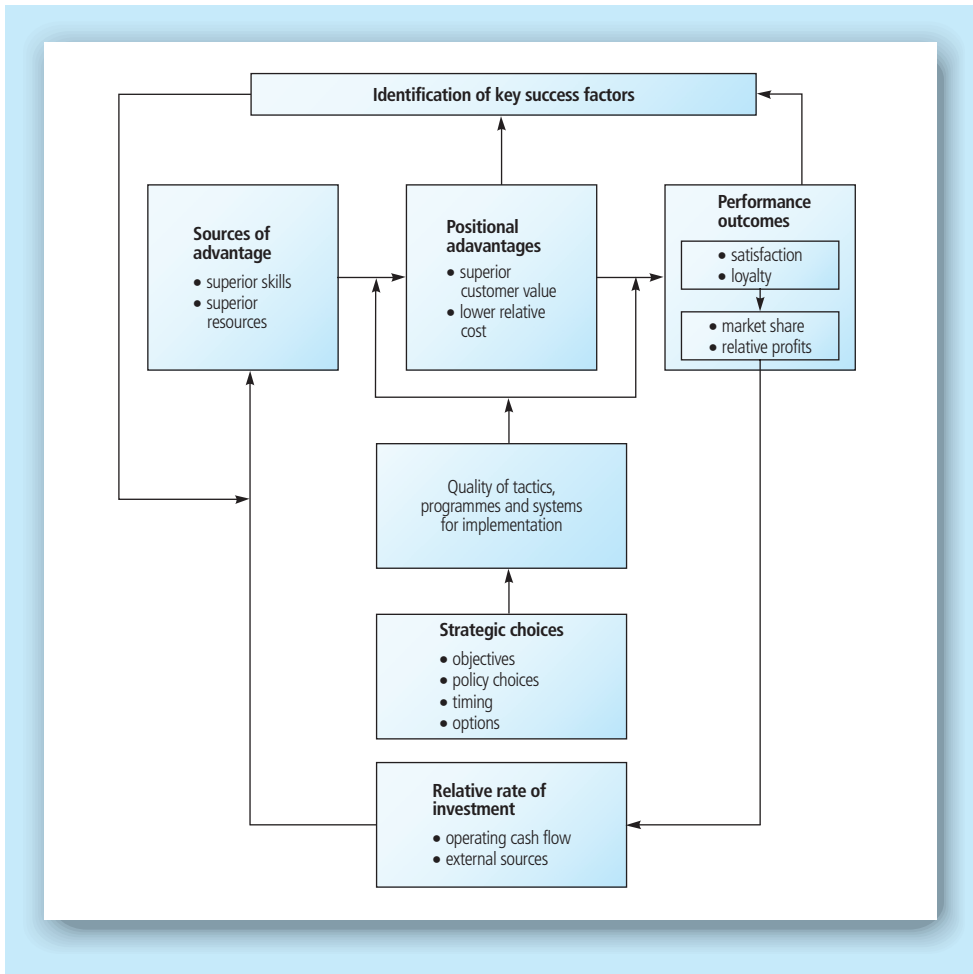 Identification of key success factors
Sources of
advantage
• superior skills
• superior
resources
Positional
adavantages
• superior
customer value
• lower relative
cost
Performance
outcomes
• satisfaction
• loyalty
• market share
• relative profits
Quality of tactics,
programmes and systems
for implementation
Strategic choices
• objectives
• policy choices
• timing
• options
Relative rate of
investment
• operating cash flow
• external sources